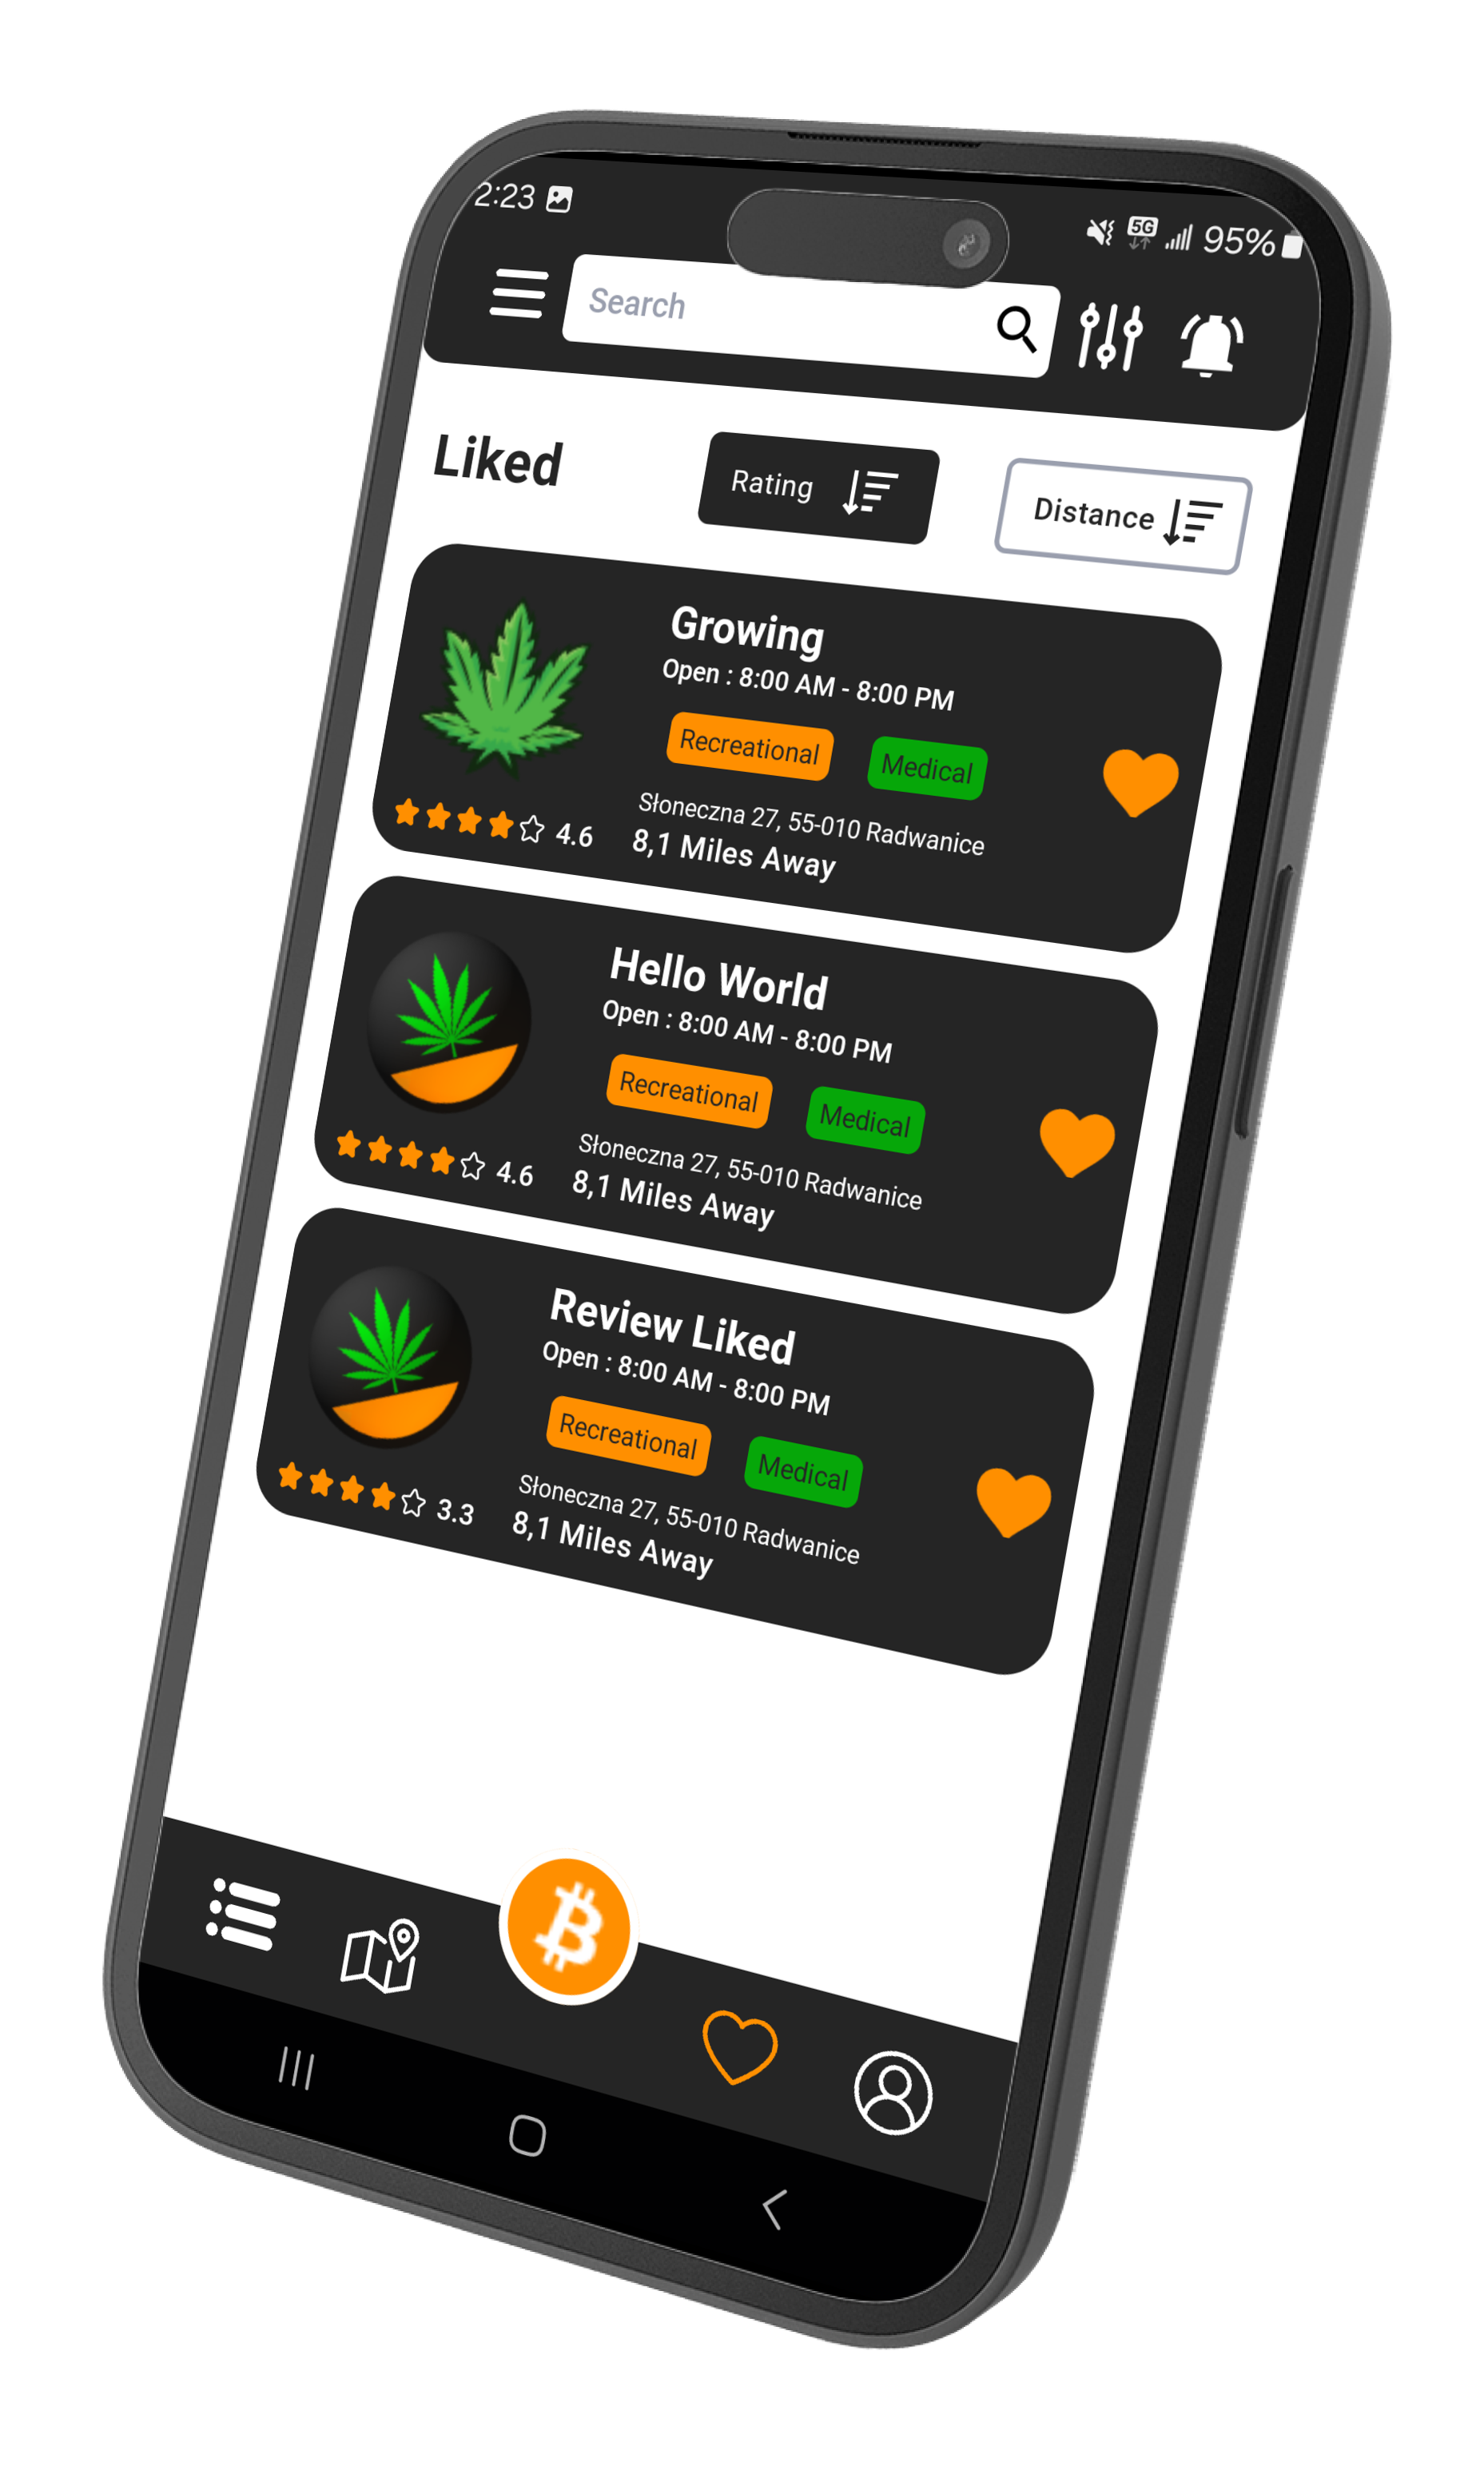 2:23
5G 95%
Search
Liked
Rating
Distance
Growing
Open : 8:00 AM - 8:00 PM
Recreational
Medical
Słoneczna 27, 55-010 Radwanice
8,1 Miles Away
4.6
Hello World
Open : 8:00 AM - 8:00 PM
Recreational
Medical
Słoneczna 27, 55-010 Radwanice
8,1 Miles Away
4.6
Review Liked
Open : 8:00 AM - 8:00 PM
Recreational
Medical
Słoneczna 27, 55-010 Radwanice
8,1 Miles Away
3.3